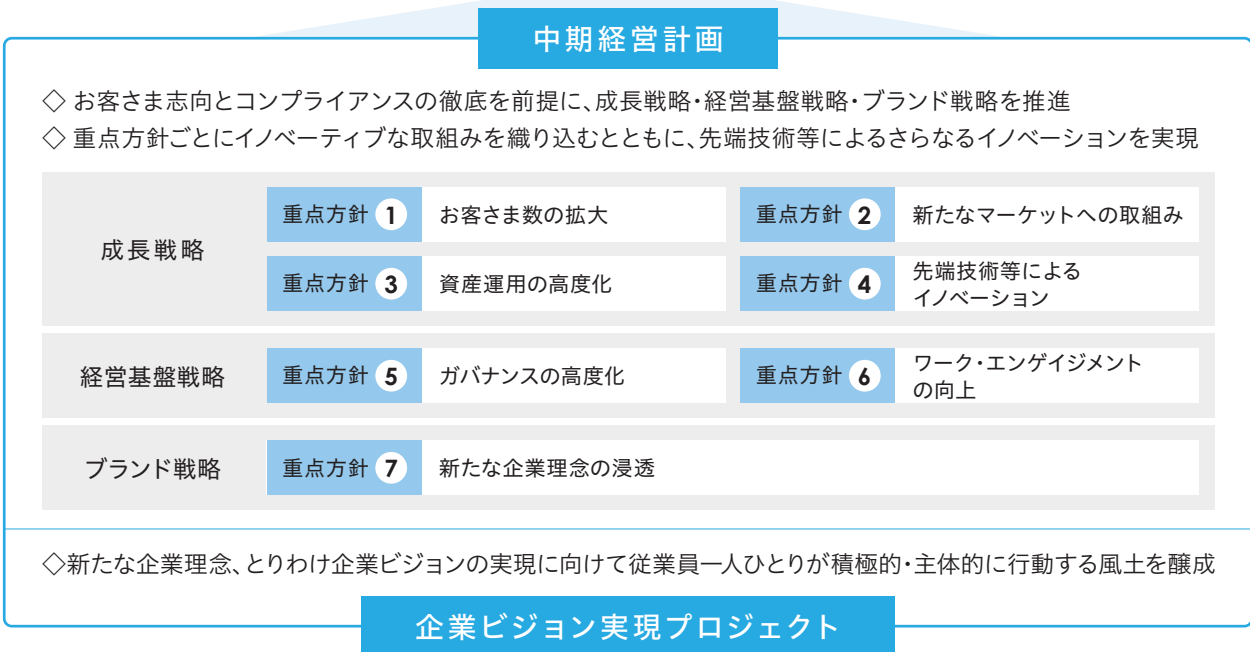 中期経営計画
◇ お客さま志向とコンプライアンスの徹底を前提に、成長戦略・経営基盤戦略・ブランド戦略を推進
◇ 重点方針ごとにイノベーティブな取組みを織り込むとともに、先端技術等によるさらなるイノベーションを実現
成長戦略
重点方針 1 お客さま数の拡大
重点方針 2 新たなマーケットへの取組み
重点方針 3 資産運用の高度化
重点方針 4 先端技術等による
イノベーション
経営基盤戦略
重点方針 5 ガバナンスの高度化
重点方針 6 ワーク・エンゲイジメント
の向上
ブランド戦略
重点方針 7 新たな企業理念の浸透
◇新たな企業理念、とりわけ企業ビジョンの実現に向けて従業員一人ひとりが積極的・主体的に行動する風土を醸成
企業ビジョン実現プロジェクト